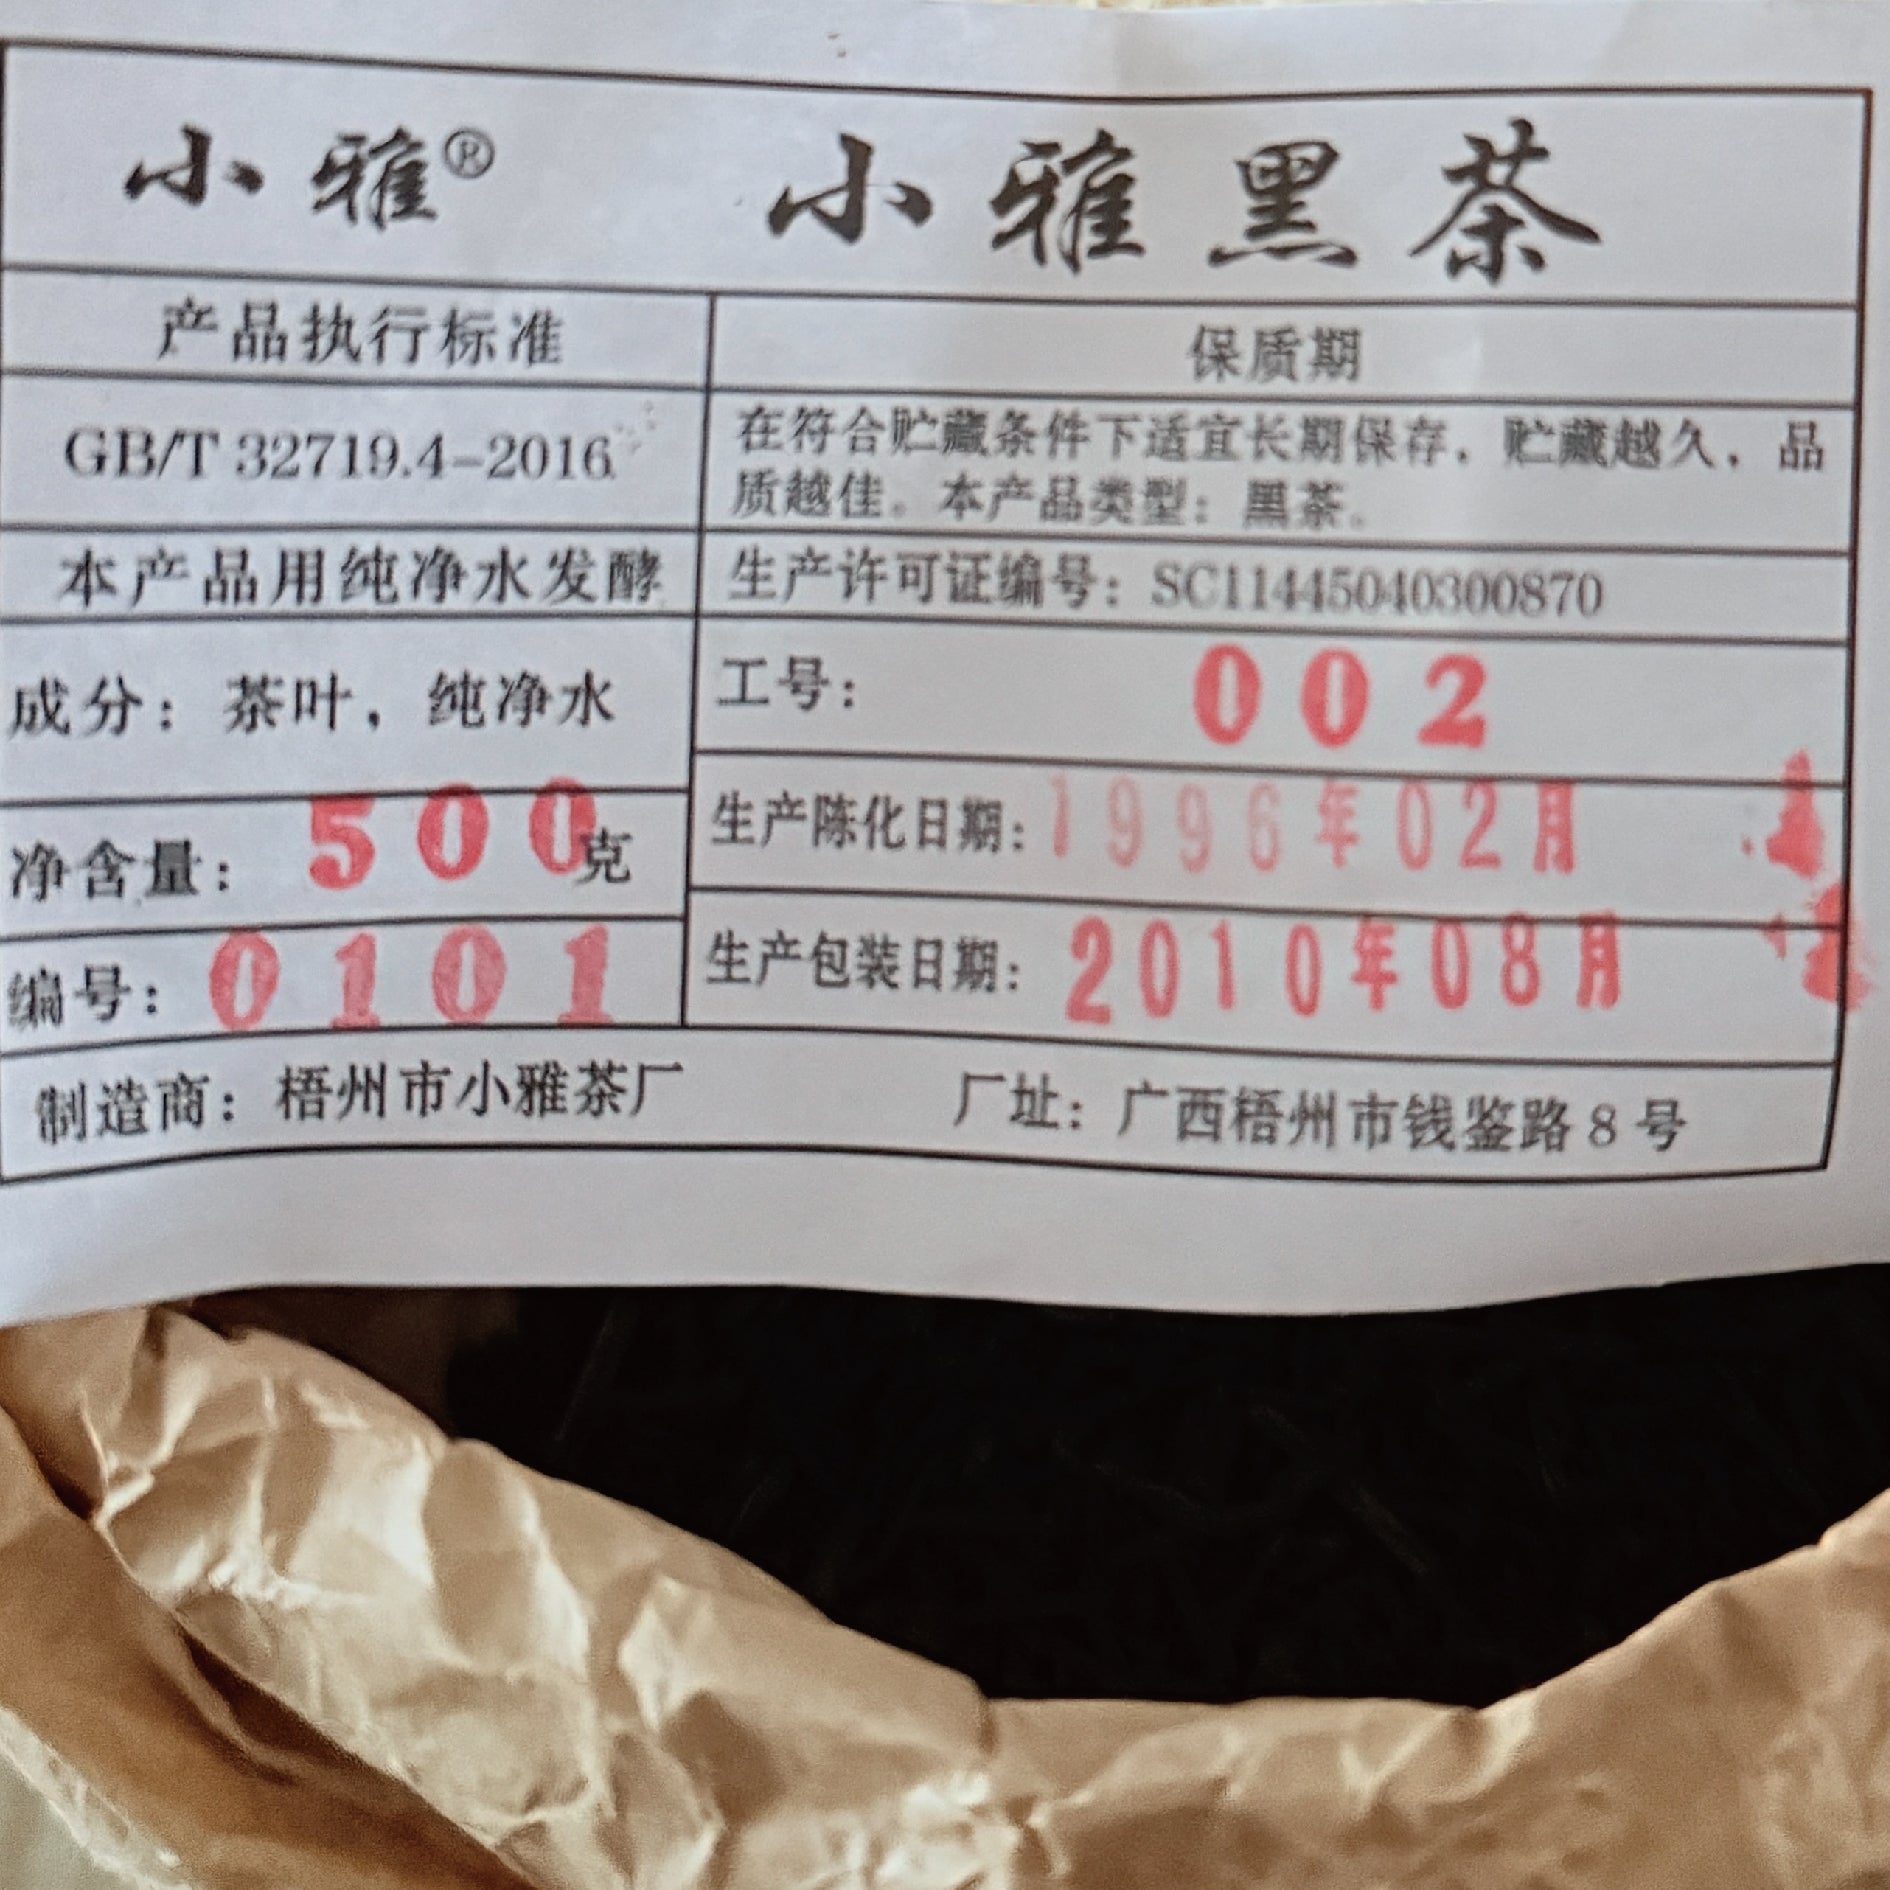 小雅® 小雅黑茶
产品执行标准
GB/T 32719.4-2016
本产品用纯净水发酵
成分：茶叶，纯净水
净含量：500克
编号：0101
保质期
在符合贮藏条件下适宜长期保存，贮藏越久，品
质越佳。本产品类型：黑茶。
生产许可证编号：SC11445040300870
工号：002
生产陈化日期：1996年02月
生产包装日期：2010年08月
制造商：梧州市小雅茶厂 厂址：广西梧州市钱鉴路8号